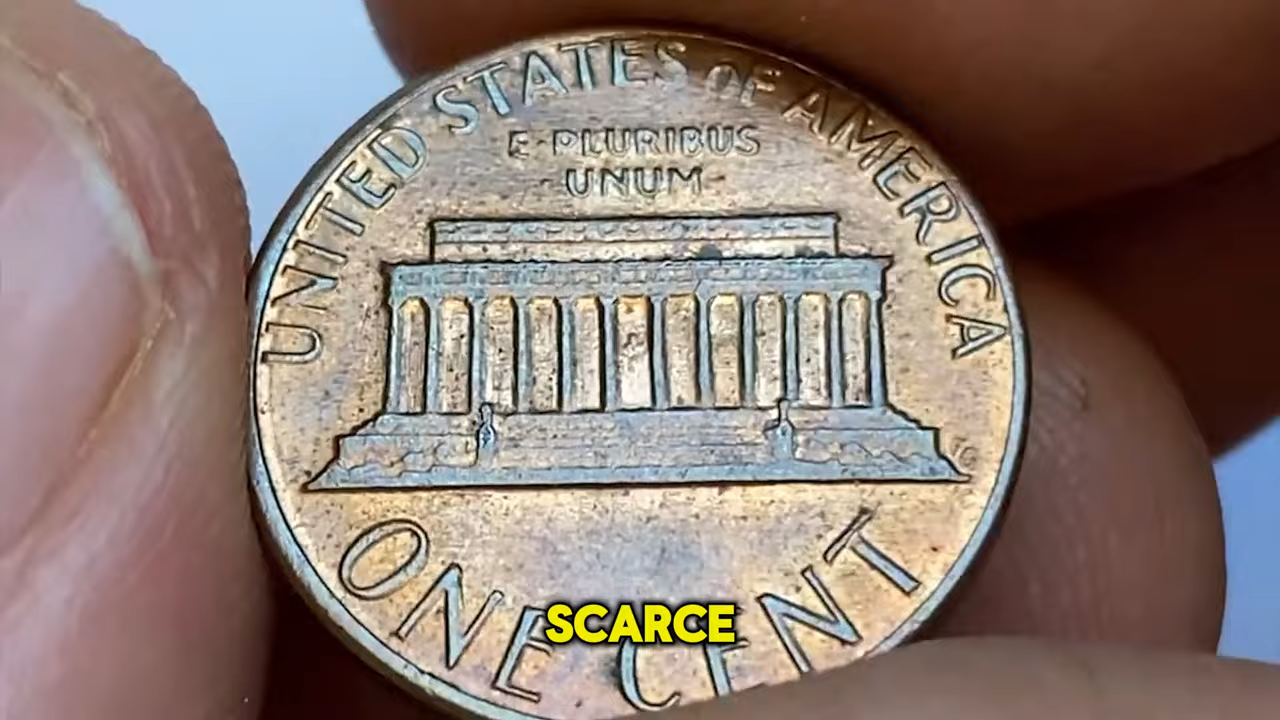 UNITED STATES OF AMERICA
E·PLURIBUS
UNUM
ONE CENT
SCARCE